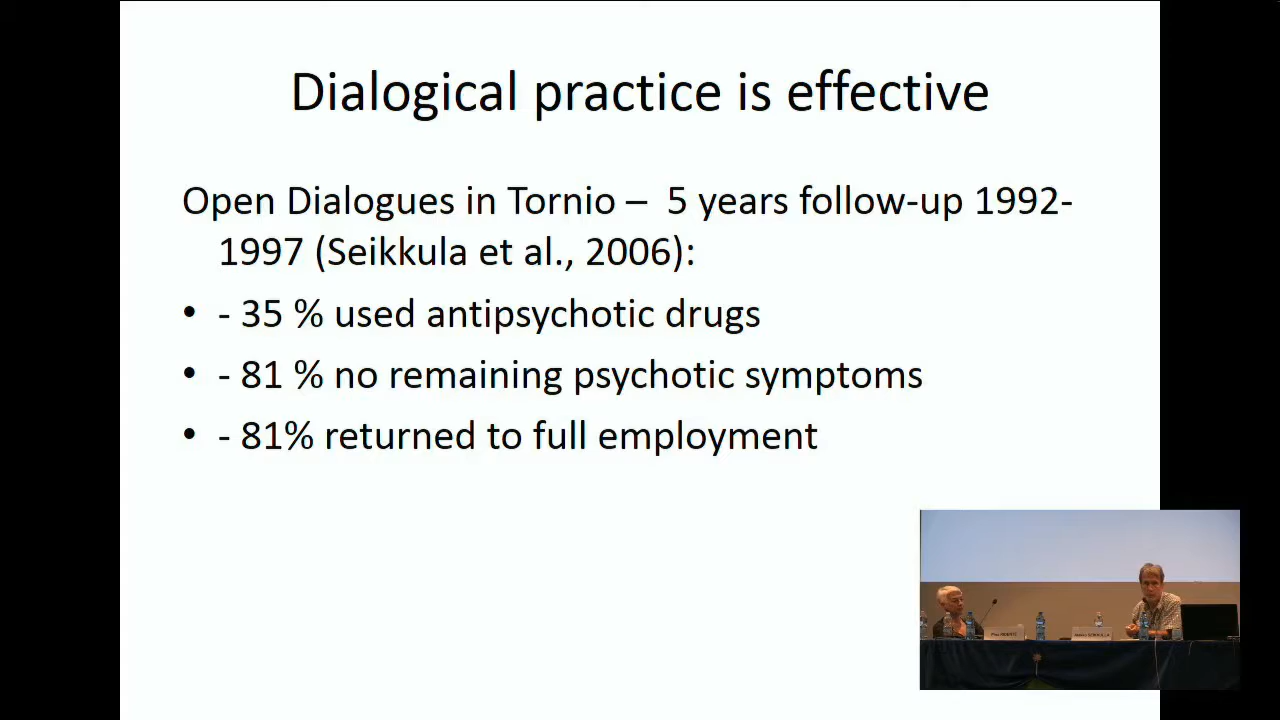 Dialogical practice is effective
Open Dialogues in Tornio – 5 years follow-up 1992-
1997 (Seikkula et al., 2006):
• - 35 % used antipsychotic drugs
• - 81 % no remaining psychotic symptoms
• - 81% returned to full employment
SEIKKULA